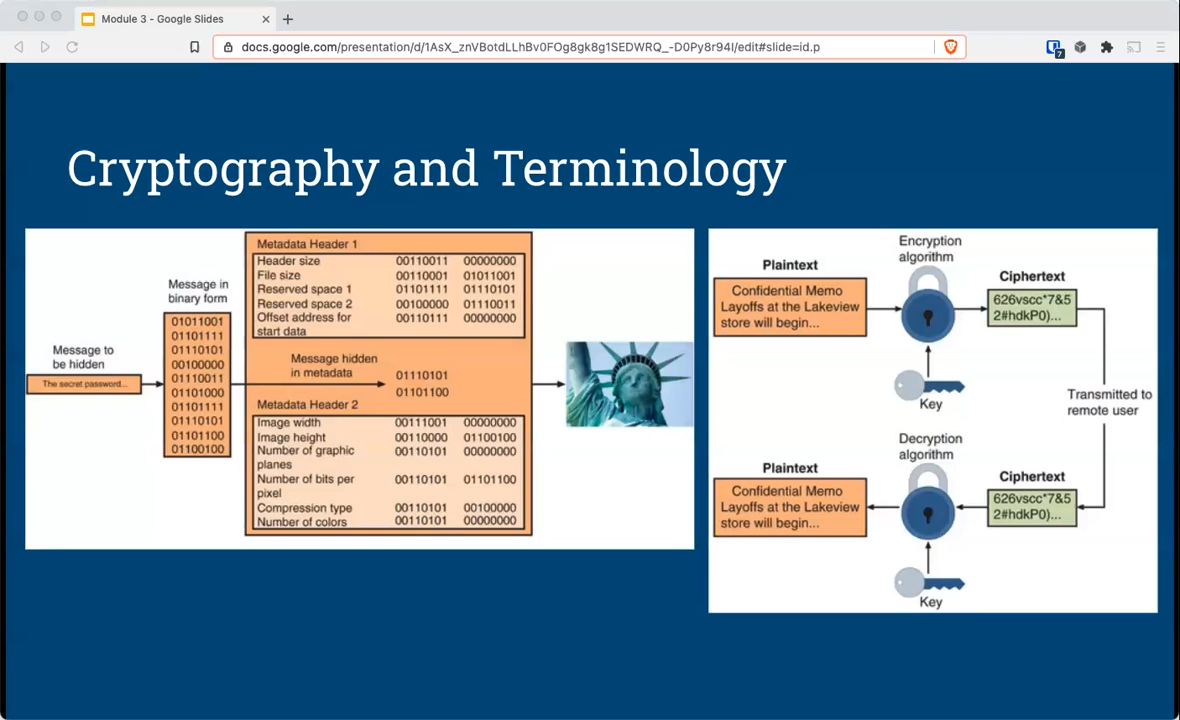 Module 3 - Google Slides
docs.google.com/presentation/d/1AsX_znVBotdLLhBv0FOg8gk8g1SEDWRQ_-D0Py8r94I/edit#slide=id.p
7
Cryptography and Terminology
Message to
be hidden
The secret password...
Message in
binary form
01011001
01101111
01110101
00100000
01110011
01101000
01101111
01110101
01101100
01100100
Metadata Header 1
Header size 00110011 00000000
File size 00110001 01011001
Reserved space 1 01101111 01110101
Reserved space 2 00100000 01110011
Offset address for 00110111 00000000
start data
Message hidden
in metadata
01110101
01101100
Metadata Header 2
Image width 00111001 00000000
Image height 00110000 01100100
Number of graphic 00110101 00000000
planes
Number of bits per 00110101 01101100
pixel
Compression type 00110101 00100000
Number of colors 00110101 00000000
Plaintext
Confidential Memo
Layoffs at the Lakeview
store will begin...
Encryption
algorithm
Key
Ciphertext
626vscc*7&5
2#hdkP0)...
Transmitted to
remote user
Plaintext
Confidential Memo
Layoffs at the Lakeview
store will begin...
Decryption
algorithm
Key
Ciphertext
626vscc*7&5
2#hdkP0)...